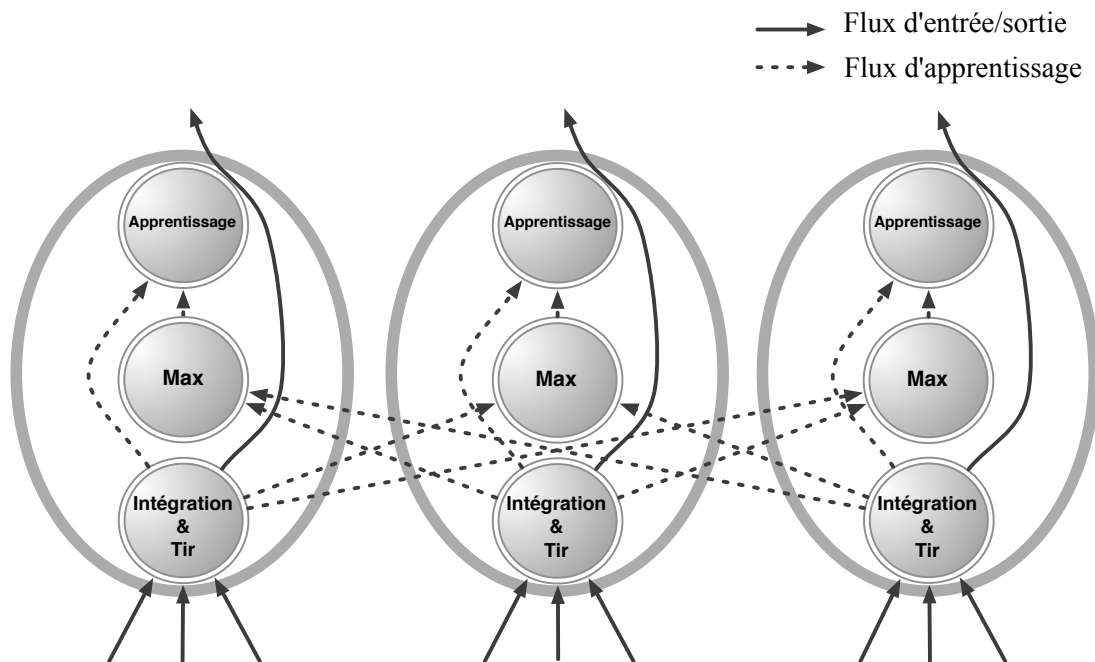 Flux d'entrée/sortie
Flux d'apprentissage
Apprentissage
Apprentissage
Apprentissage
Max
Max
Max
Intégration
&
Tir
Intégration
&
Tir
Intégration
&
Tir